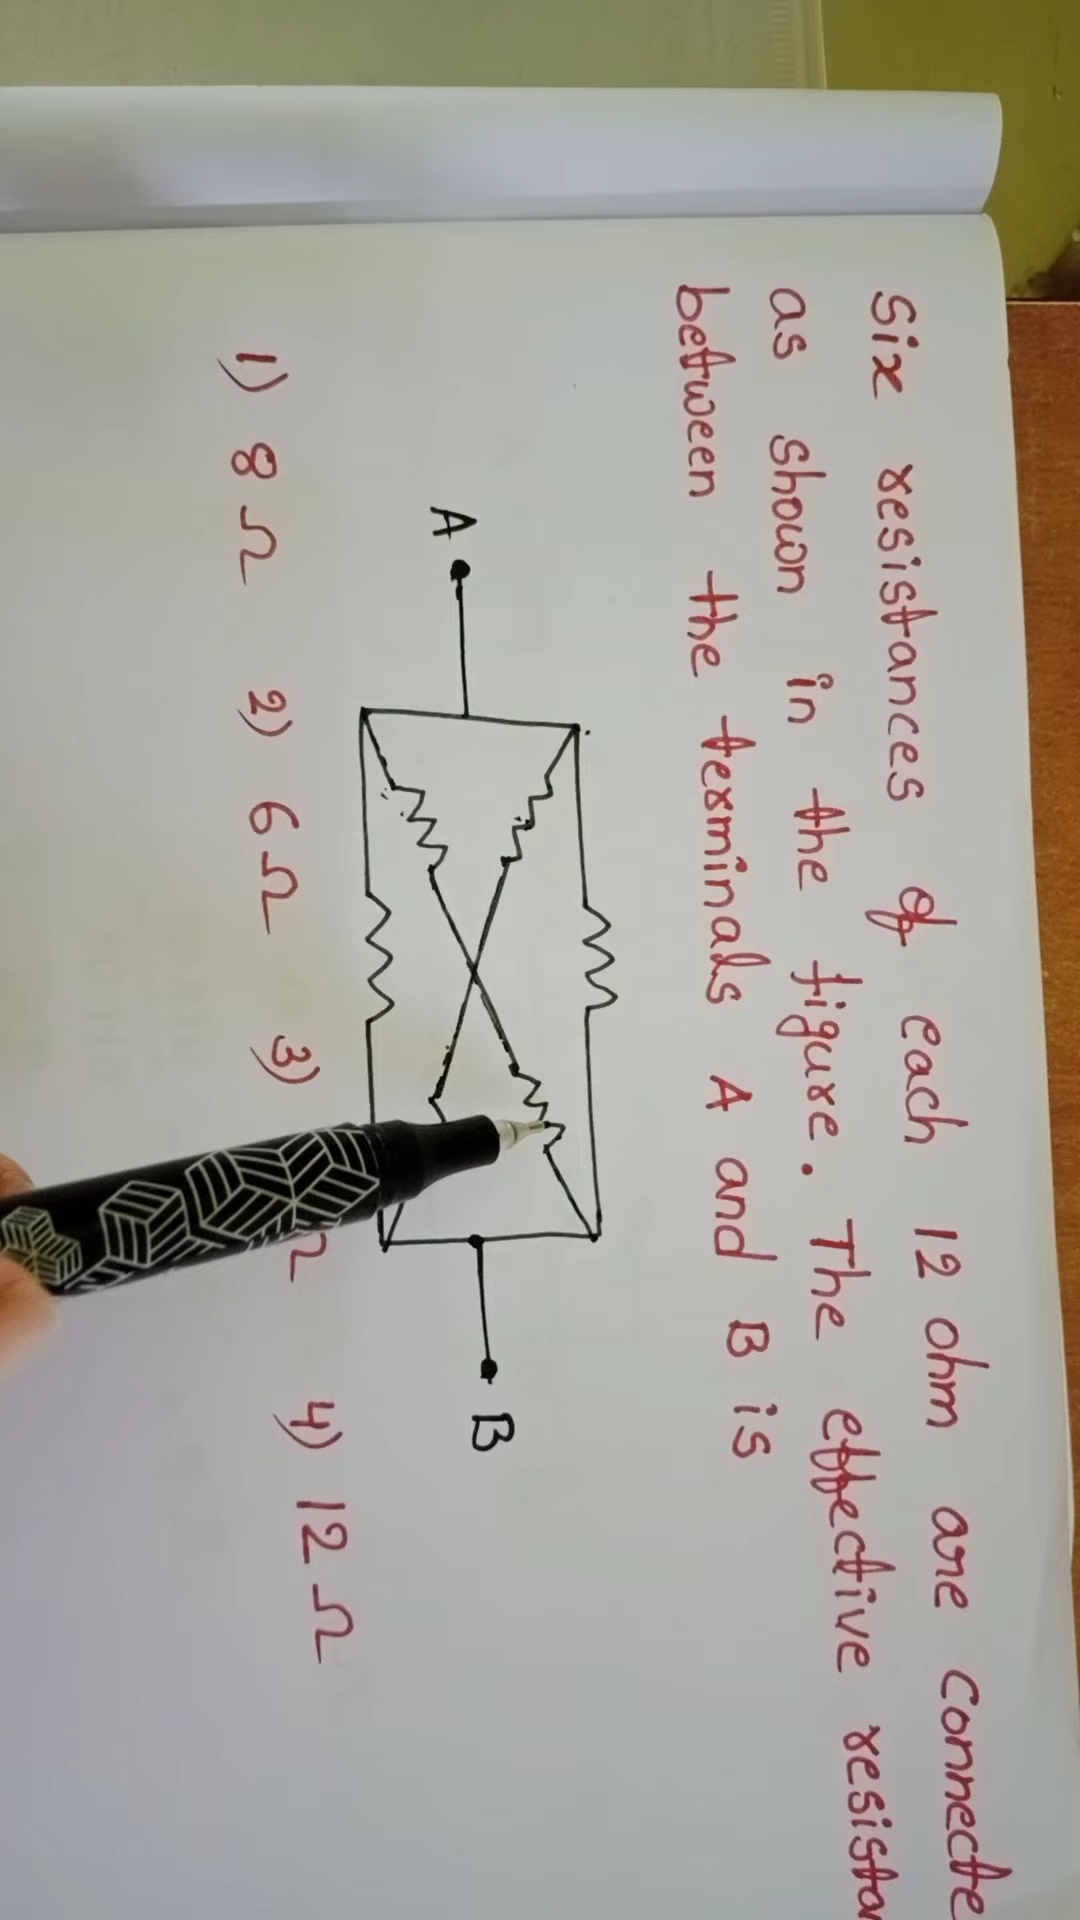 Six resistances of each 12 ohm are connecte
as shown in the figure. The effective resistan
between the terminals A and B is
A B
1) 8 Ω 2) 6 Ω 3) Ω 4) 12 Ω